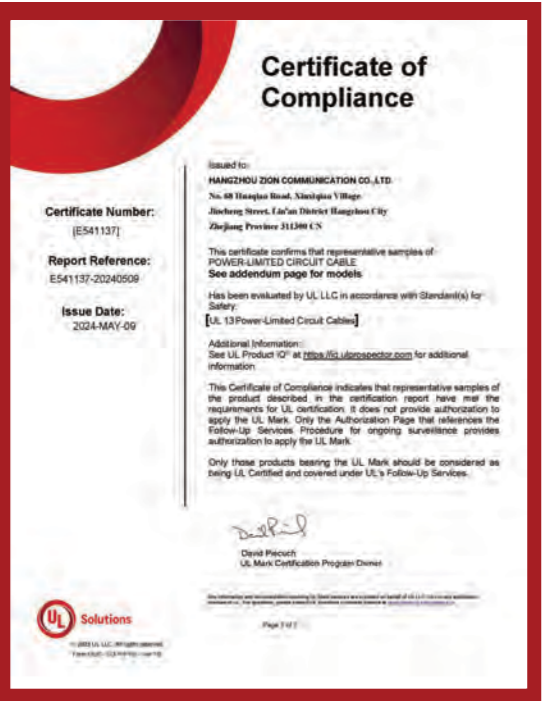 Certificate of
Compliance
Issued to:
HANGZHOU ZION COMMUNICATION CO.,LTD.
No. 68 Huaqiao Road, Xinxiqiao Village
Jincheng Street, Lin'an District Hangzhou City
Zhejiang Province 311300 CN
Certificate Number:
[E541137]
Report Reference:
E541137-20240509
Issue Date:
2024-MAY-09
This certificate confirms that representative samples of:
POWER-LIMITED CIRCUIT CABLE
See addendum page for models
Has been evaluated by UL LLC in accordance with Standard(s) for
Safety:
[UL 13 Power-Limited Circuit Cables]
Additional Information:
See UL Product iQ® at https://iq.ulprospector.com for additional
information
This Certificate of Compliance indicates that representative samples of
the product described in the certification report have met the
requirements for UL certification. It does not provide authorization to
apply the UL Mark. Only the Authorization Page that references the
Follow-Up Services Procedure for ongoing surveillance provides
authorization to apply the UL Mark.
Only those products bearing the UL Mark should be considered as
being UL Certified and covered under UL's Follow-Up Services.
David Piecuch
UL Mark Certification Program Owner
UL Solutions